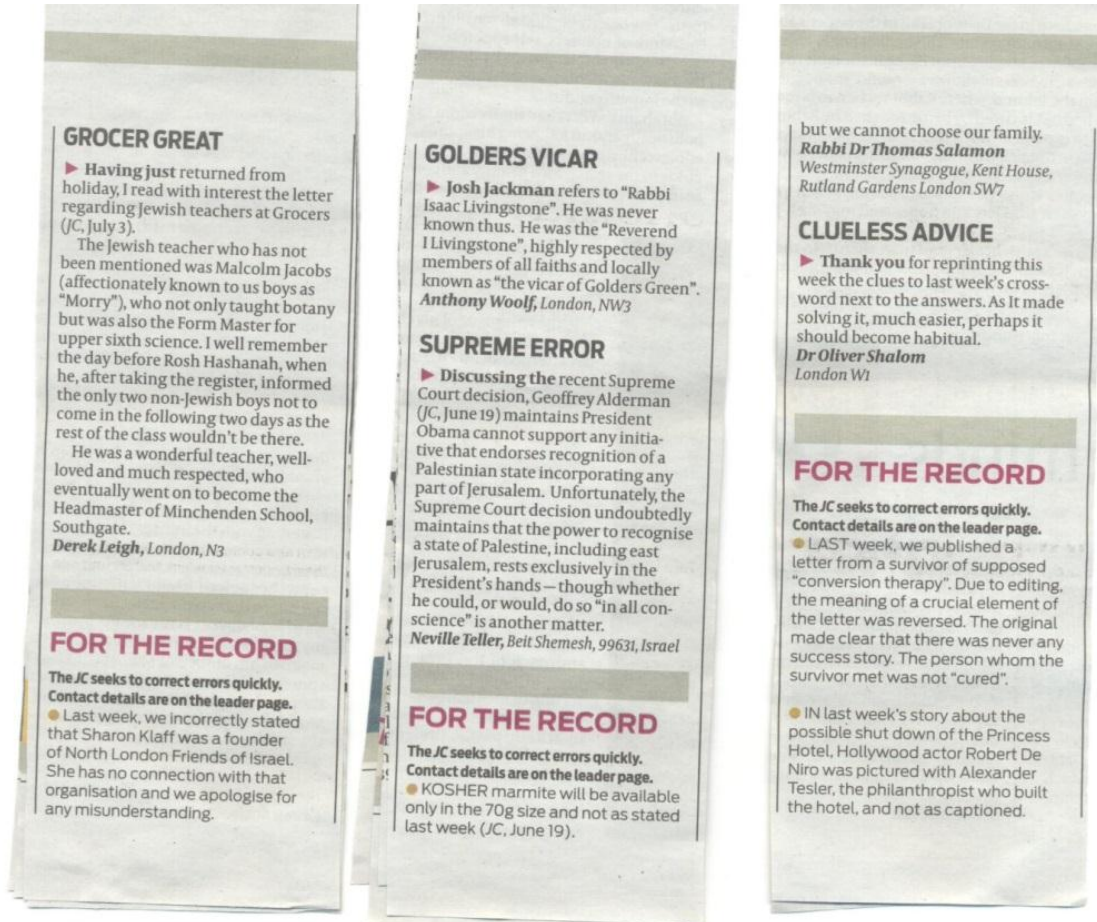 GROCER GREAT
▶ Having just returned from
holiday, I read with interest the letter
regarding Jewish teachers at Grocers
(JC, July 3).
The Jewish teacher who has not
been mentioned was Malcolm Jacobs
(affectionately known to us boys as
"Morry"), who not only taught botany
but was also the Form Master for
upper sixth science. I well remember
the day before Rosh Hashanah, when
he, after taking the register, informed
the only two non-Jewish boys not to
come in the following two days as the
rest of the class wouldn't be there.
He was a wonderful teacher, well-
loved and much respected, who
eventually went on to become the
Headmaster of Minchenden School,
Southgate.
Derek Leigh, London, N3
FOR THE RECORD
The JC seeks to correct errors quickly.
Contact details are on the leader page.
● Last week, we incorrectly stated
that Sharon Klaff was a founder
of North London Friends of Israel.
She has no connection with that
organisation and we apologise for
any misunderstanding.
GOLDERS VICAR
▶ Josh Jackman refers to "Rabbi
Isaac Livingstone". He was never
known thus. He was the "Reverend
I Livingstone", highly respected by
members of all faiths and locally
known as "the vicar of Golders Green".
Anthony Woolf, London, NW3
SUPREME ERROR
▶ Discussing the recent Supreme
Court decision, Geoffrey Alderman
(JC, June 19) maintains President
Obama cannot support any initia-
tive that endorses recognition of a
Palestinian state incorporating any
part of Jerusalem. Unfortunately, the
Supreme Court decision undoubtedly
maintains that the power to recognise
a state of Palestine, including east
Jerusalem, rests exclusively in the
President's hands — though whether
he could, or would, do so "in all con-
science" is another matter.
Neville Teller, Beit Shemesh, 99631, Israel
FOR THE RECORD
The JC seeks to correct errors quickly.
Contact details are on the leader page.
● KOSHER marmite will be available
only in the 70g size and not as stated
last week (JC, June 19).
but we cannot choose our family.
Rabbi Dr Thomas Salamon
Westminster Synagogue, Kent House,
Rutland Gardens London SW7
CLUELESS ADVICE
▶ Thank you for reprinting this
week the clues to last week's cross-
word next to the answers. As It made
solving it, much easier, perhaps it
should become habitual.
Dr Oliver Shalom
London W1
FOR THE RECORD
The JC seeks to correct errors quickly.
Contact details are on the leader page.
● LAST week, we published a
letter from a survivor of supposed
"conversion therapy". Due to editing,
the meaning of a crucial element of
the letter was reversed. The original
made clear that there was never any
success story. The person whom the
survivor met was not "cured".
● IN last week's story about the
possible shut down of the Princess
Hotel, Hollywood actor Robert De
Niro was pictured with Alexander
Tesler, the philanthropist who built
the hotel, and not as captioned.